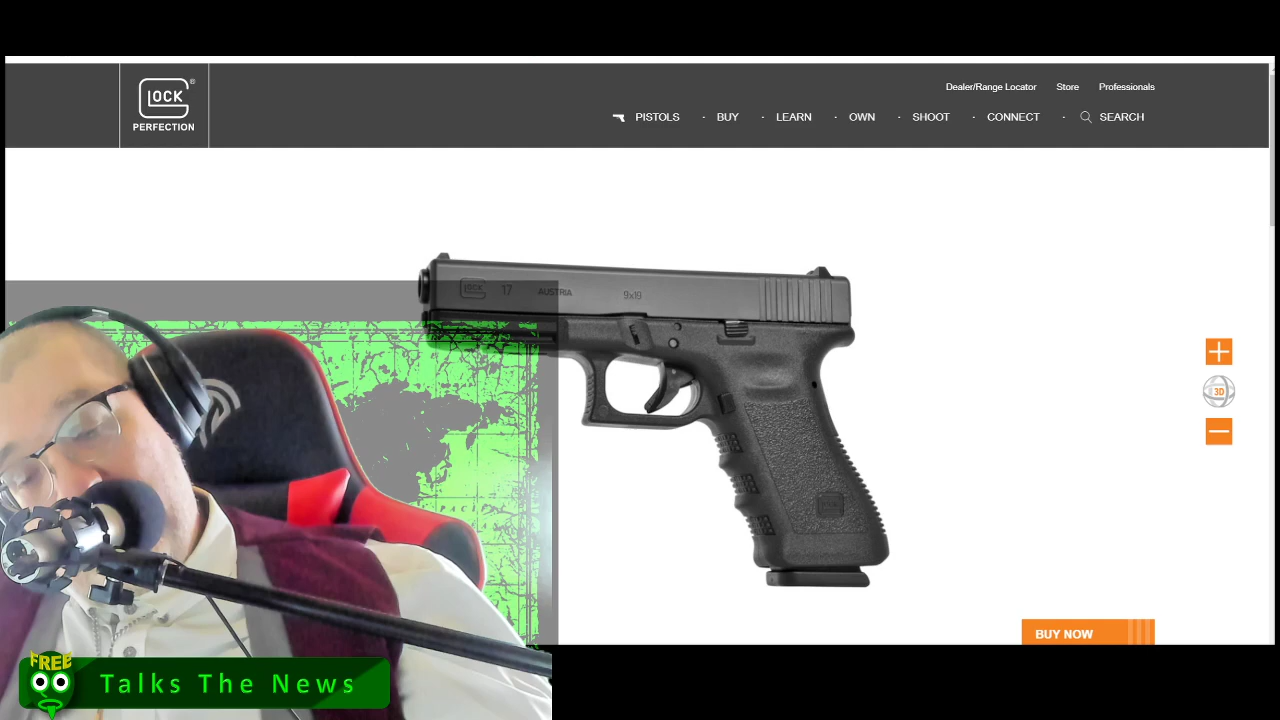 GLOCK ®
PERFECTION
Dealer/Range Locator Store Professionals
PISTOLS · BUY · LEARN · OWN · SHOOT · CONNECT · SEARCH
GLOCK 17 AUSTRIA 9x19
3D
BUY NOW
FREE
Talks The News